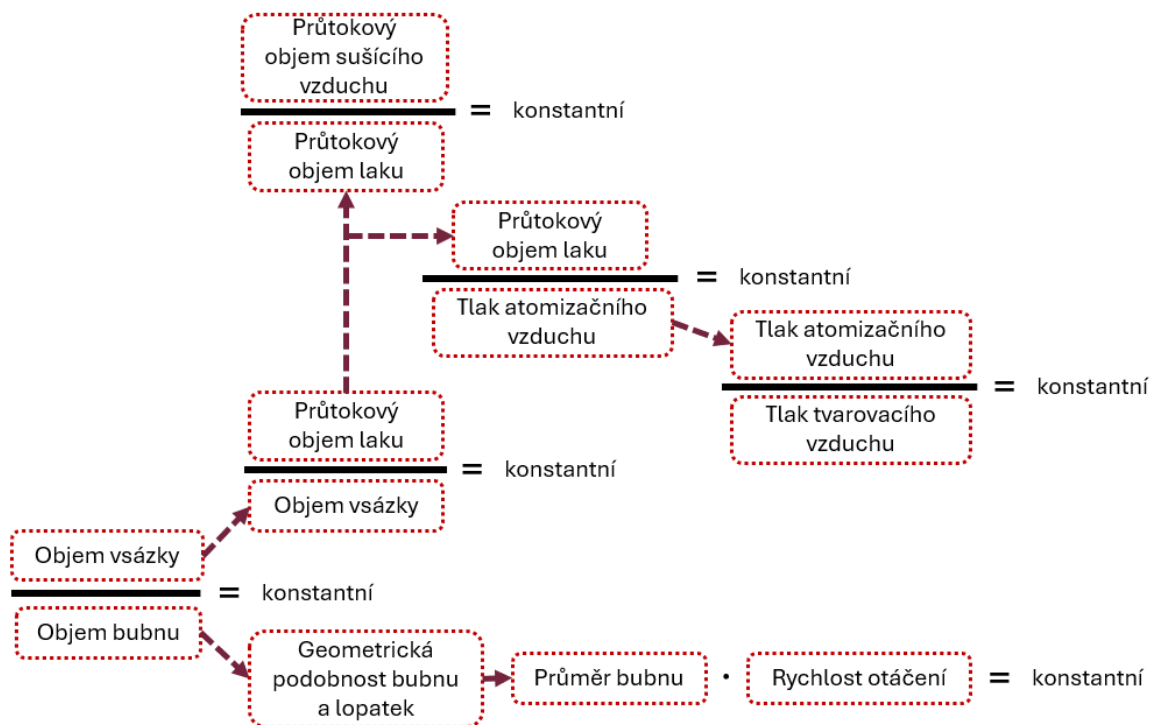 Průtokový
objem sušícího
vzduchu
= konstantní
Průtokový
objem laku
Průtokový
objem laku
= konstantní
Tlak atomizačního
vzduchu
Tlak atomizačního
vzduchu
= konstantní
Tlak tvarovacího
vzduchu
Průtokový
objem laku
= konstantní
Objem vsázky
Objem vsázky
= konstantní
Objem bubnu
Geometrická
podobnost bubnu
a lopatek
Průměr bubnu · Rychlost otáčení = konstantní